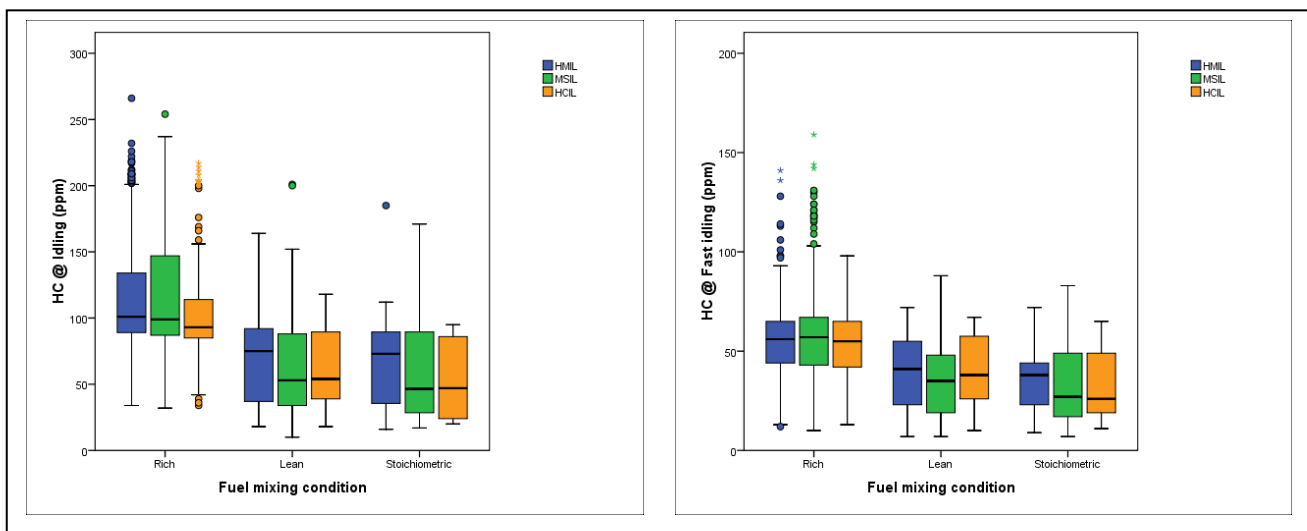 300
250
200
150
100
50
0
HC @ Idling (ppm)
Rich Lean Stoichiometric
Fuel mixing condition
HMIL
MSIL
HCIL
200
150
100
50
0
HC @ Fast idling (ppm)
Rich Lean Stoichiometric
Fuel mixing condition
HMIL
MSIL
HCIL